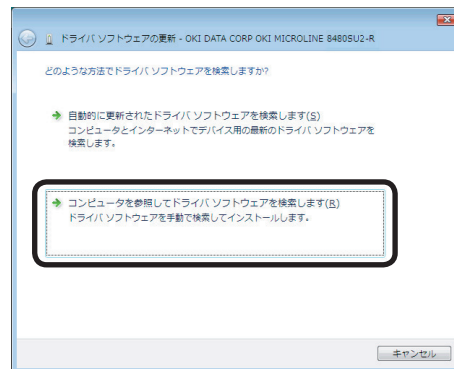 ドライバ ソフトウェアの更新 - OKI DATA CORP OKI MICROLINE 8480SU2-R
どのような方法でドライバ ソフトウェアを検索しますか?
自動的に更新されたドライバ ソフトウェアを検索します(S)
コンピュータとインターネットでデバイス用の最新のドライバ ソフトウェアを
検索します。
コンピュータを参照してドライバ ソフトウェアを検索します(R)
ドライバ ソフトウェアを手動で検索してインストールします。
キャンセル